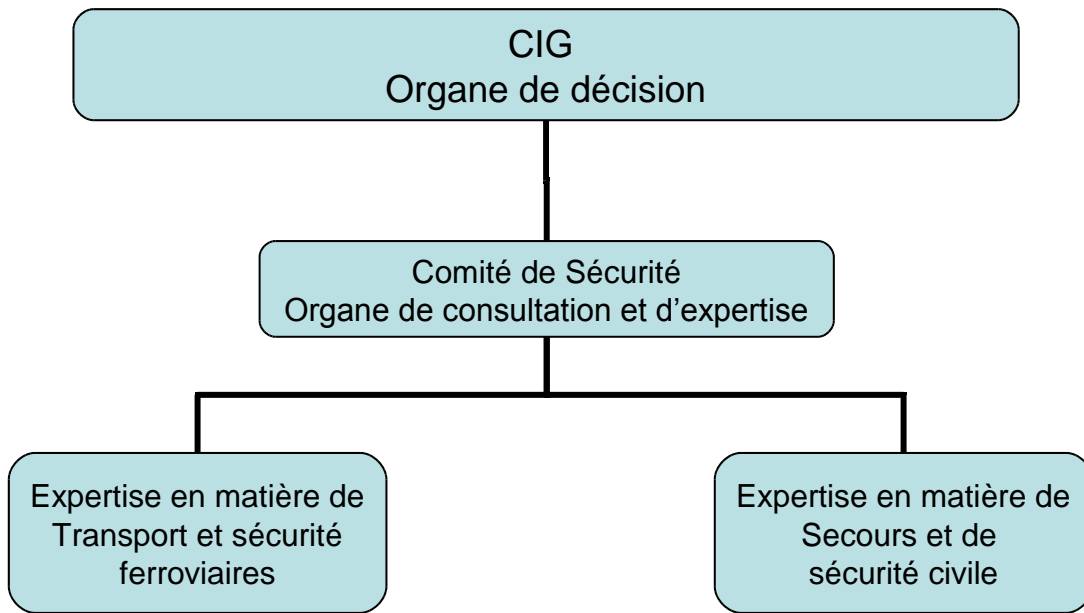 CIG
Organe de décision
Comité de Sécurité
Organe de consultation et d’expertise
Expertise en matière de
Transport et sécurité
ferroviaires
Expertise en matière de
Secours et de
sécurité civile